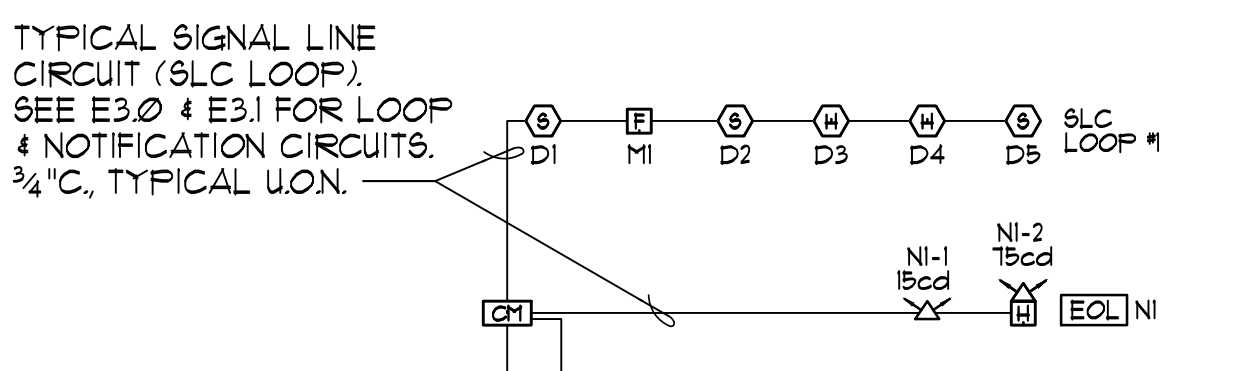 TYPICAL SIGNAL LINE
CIRCUIT (SLC LOOP).
SEE E3.0 & E3.1 FOR LOOP
& NOTIFICATION CIRCUITS.
3/4"C., TYPICAL U.O.N.
S F S H H S
D1 M1 D2 D3 D4 D5
SLC
LOOP #1
N1-1
15cd
N1-2
75cd
CM
H
EOL N1